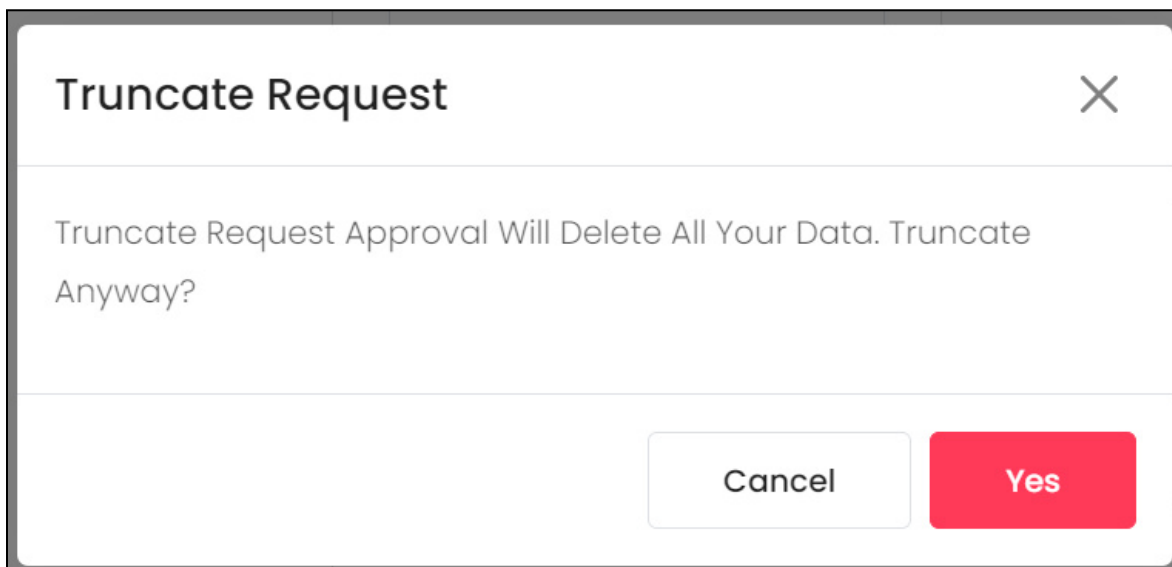 Truncate Request
Truncate Request Approval Will Delete All Your Data. Truncate
Anyway?
Cancel
Yes